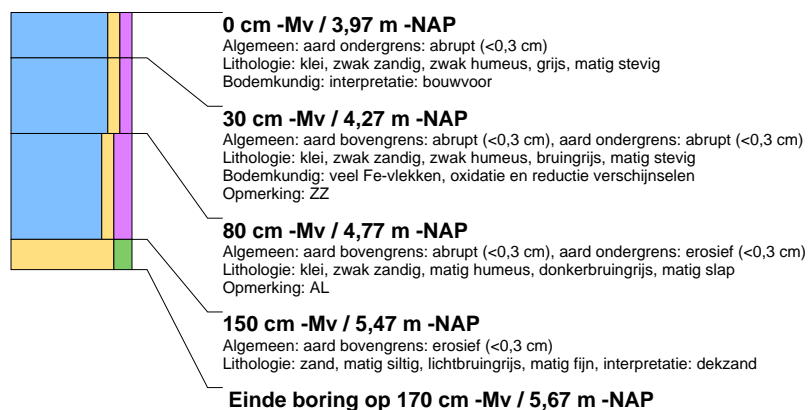 0 cm -Mv / 3,97 m -NAP
Algemeen: aard ondergrens: abrupt (<0,3 cm)
Lithologie: klei, zwak zandig, zwak humeus, grijs, matig stevig
Bodemkundig: interpretatie: bouwvoor
30 cm -Mv / 4,27 m -NAP
Algemeen: aard bovengrens: abrupt (<0,3 cm), aard ondergrens: abrupt (<0,3 cm)
Lithologie: klei, zwak zandig, zwak humeus, bruingrijs, matig stevig
Bodemkundig: veel Fe-vlekken, oxidatie en reductie verschijnselen
Opmerking: ZZ
80 cm -Mv / 4,77 m -NAP
Algemeen: aard bovengrens: abrupt (<0,3 cm), aard ondergrens: erosief (<0,3 cm)
Lithologie: klei, zwak zandig, matig humeus, donkerbruingrijs, matig slap
Opmerking: AL
150 cm -Mv / 5,47 m -NAP
Algemeen: aard bovengrens: erosief (<0,3 cm)
Lithologie: zand, matig siltig, lichtbruingrijs, matig fijn, interpretatie: dekzand
Einde boring op 170 cm -Mv / 5,67 m -NAP